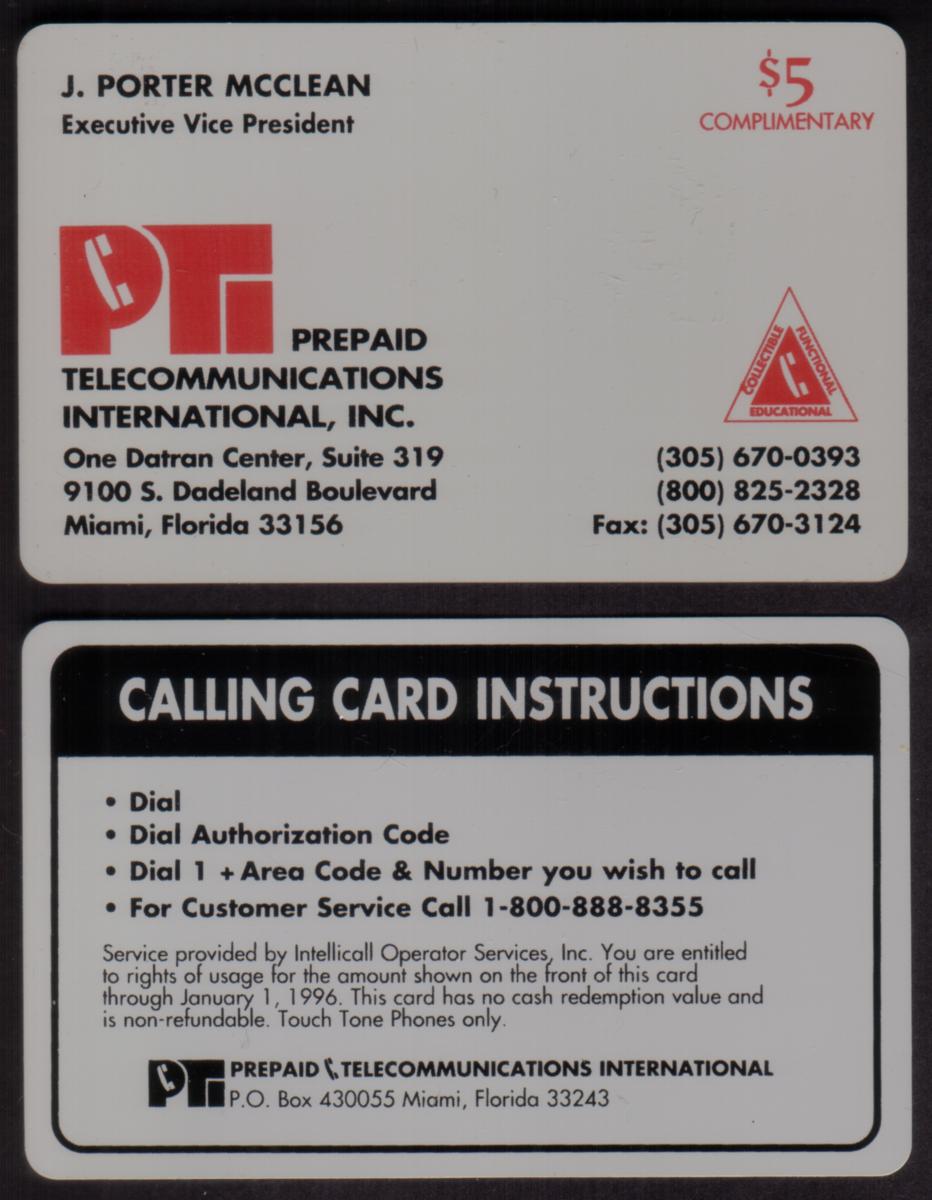 J. PORTER MCCLEAN
Executive Vice President
$5
COMPLIMENTARY
PTI
PREPAID
TELECOMMUNICATIONS
INTERNATIONAL, INC.
One Datran Center, Suite 319
9100 S. Dadeland Boulevard
Miami, Florida 33156
COLLECTIBLE
FUNCTIONAL
EDUCATIONAL
(305) 670-0393
(800) 825-2328
Fax: (305) 670-3124
CALLING CARD INSTRUCTIONS
• Dial
• Dial Authorization Code
• Dial 1 + Area Code & Number you wish to call
• For Customer Service Call 1-800-888-8355
Service provided by Intellicall Operator Services, Inc. You are entitled
to rights of usage for the amount shown on the front of this card
through January 1, 1996. This card has no cash redemption value and
is non-refundable. Touch Tone Phones only.
PTI
PREPAID TELECOMMUNICATIONS INTERNATIONAL
P.O. Box 430055 Miami, Florida 33243